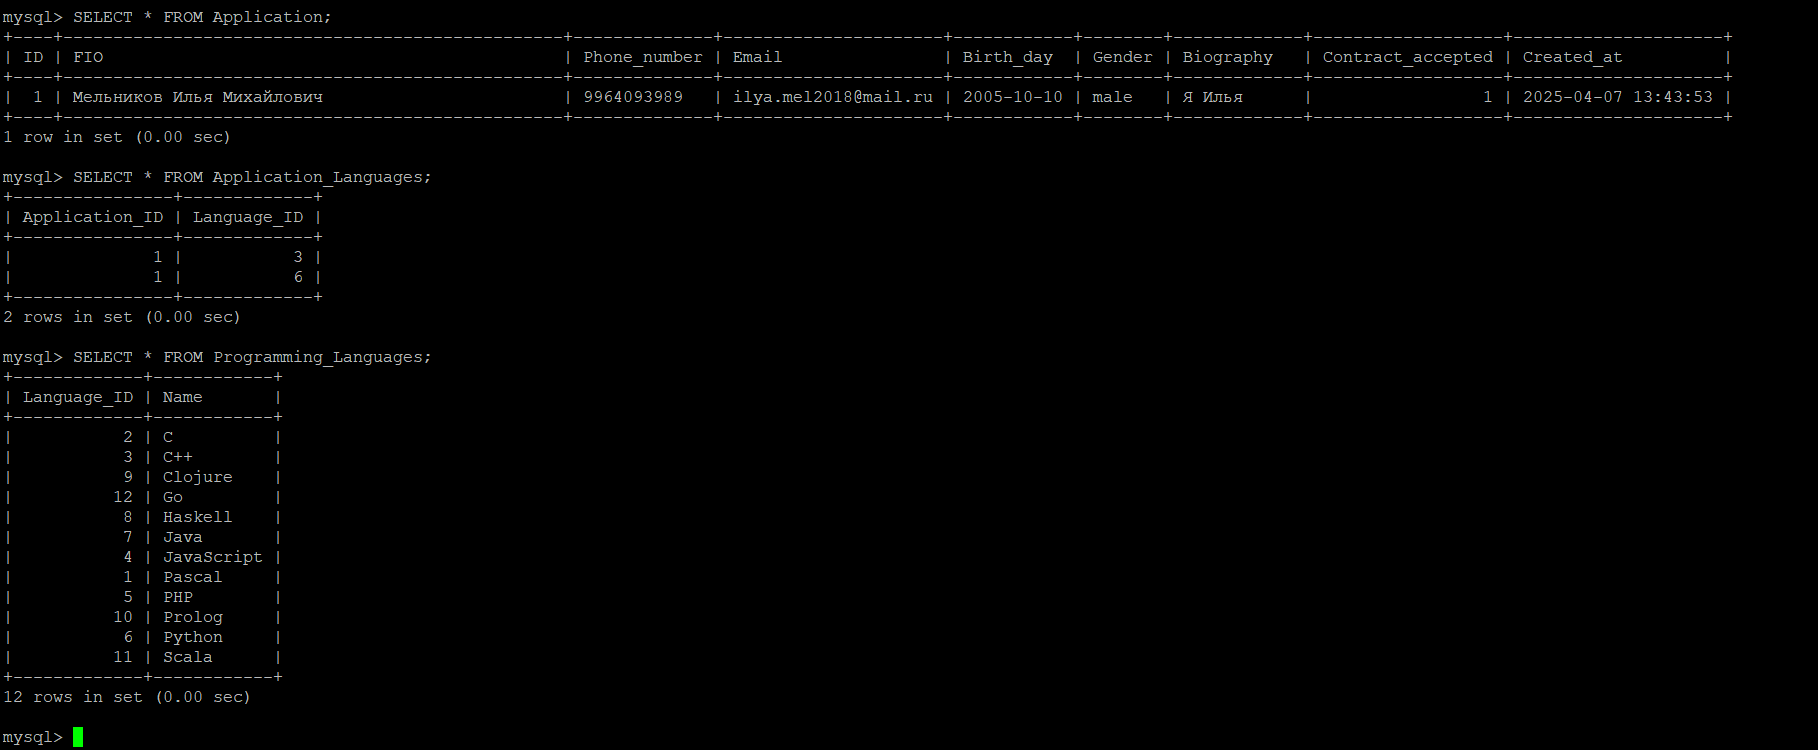 mysql> SELECT * FROM Application;
+----+--------------------------------------------------+--------------+----------------------+------------+--------+-------------+-------------------+---------------------+
| ID | FIO                                              | Phone_number | Email                | Birth_day  | Gender | Biography   | Contract_accepted | Created_at          |
+----+--------------------------------------------------+--------------+----------------------+------------+--------+-------------+-------------------+---------------------+
|  1 | Мельников Илья Михайлович                        | 9964093989   | ilya.mel2018@mail.ru | 2005-10-10 | male   | Я Илья      |                 1 | 2025-04-07 13:43:53 |
+----+--------------------------------------------------+--------------+----------------------+------------+--------+-------------+-------------------+---------------------+
1 row in set (0.00 sec)
mysql> SELECT * FROM Application_Languages;
+----------------+-------------+
| Application_ID | Language_ID |
+----------------+-------------+
|              1 |           3 |
|              1 |           6 |
+----------------+-------------+
2 rows in set (0.00 sec)
mysql> SELECT * FROM Programming_Languages;
+-------------+------------+
| Language_ID | Name       |
+-------------+------------+
|           2 | C          |
|           3 | C++        |
|           9 | Clojure    |
|          12 | Go         |
|           8 | Haskell    |
|           7 | Java       |
|           4 | JavaScript |
|           1 | Pascal     |
|           5 | PHP        |
|          10 | Prolog     |
|           6 | Python     |
|          11 | Scala      |
+-------------+------------+
12 rows in set (0.00 sec)
mysql>